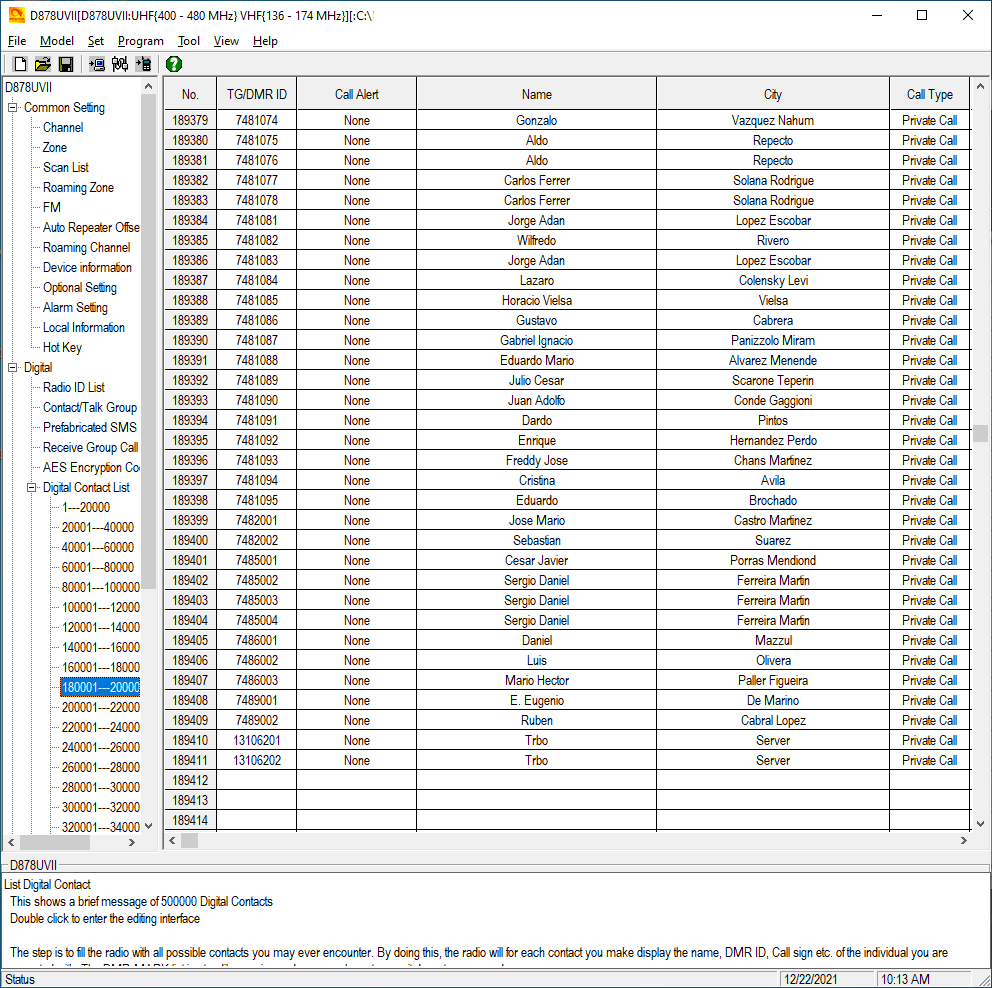 D878UVII[D878UVII:UHF{400 - 480 MHz} VHF{136 - 174 MHz}][:C:\
File Model Set Program Tool View Help
D878UVII
Common Setting
Channel
Zone
Scan List
Roaming Zone
FM
Auto Repeater Offse
Roaming Channel
Device information
Optional Setting
Alarm Setting
Local Information
Hot Key
Digital
Radio ID List
Contact/Talk Group
Prefabricated SMS
Receive Group Call
AES Encryption Co
Digital Contact List
1---20000
20001---40000
40001---60000
60001---80000
80001---100000
100001---12000
120001---14000
140001---16000
160001---18000
180001---20000
200001---22000
220001---24000
240001---26000
260001---28000
280001---30000
300001---32000
320001---34000
No. TG/DMR ID Call Alert Name City Call Type
189379 7481074 None Gonzalo Vazquez Nahum Private Call
189380 7481075 None Aldo Repecto Private Call
189381 7481076 None Aldo Repecto Private Call
189382 7481077 None Carlos Ferrer Solana Rodrigue Private Call
189383 7481078 None Carlos Ferrer Solana Rodrigue Private Call
189384 7481081 None Jorge Adan Lopez Escobar Private Call
189385 7481082 None Wilfredo Rivero Private Call
189386 7481083 None Jorge Adan Lopez Escobar Private Call
189387 7481084 None Lazaro Colensky Levi Private Call
189388 7481085 None Horacio Vielsa Vielsa Private Call
189389 7481086 None Gustavo Cabrera Private Call
189390 7481087 None Gabriel Ignacio Panizzolo Miram Private Call
189391 7481088 None Eduardo Mario Alvarez Menende Private Call
189392 7481089 None Julio Cesar Scarone Teperin Private Call
189393 7481090 None Juan Adolfo Conde Gaggioni Private Call
189394 7481091 None Dardo Pintos Private Call
189395 7481092 None Enrique Hernandez Perdo Private Call
189396 7481093 None Freddy Jose Chans Martinez Private Call
189397 7481094 None Cristina Avila Private Call
189398 7481095 None Eduardo Brochado Private Call
189399 7482001 None Jose Mario Castro Martinez Private Call
189400 7482002 None Sebastian Suarez Private Call
189401 7485001 None Cesar Javier Porras Mendiond Private Call
189402 7485002 None Sergio Daniel Ferreira Martin Private Call
189403 7485003 None Sergio Daniel Ferreira Martin Private Call
189404 7485004 None Sergio Daniel Ferreira Martin Private Call
189405 7486001 None Daniel Mazzul Private Call
189406 7486002 None Luis Olivera Private Call
189407 7486003 None Mario Hector Paller Figueira Private Call
189408 7489001 None E. Eugenio De Marino Private Call
189409 7489002 None Ruben Cabral Lopez Private Call
189410 13106201 None Trbo Server Private Call
189411 13106202 None Trbo Server Private Call
189412
189413
189414
D878UVII
List Digital Contact
This shows a brief message of 500000 Digital Contacts
Double click to enter the editing interface
The step is to fill the radio with all possible contacts you may ever encounter. By doing this, the radio will for each contact you make display the name, DMR ID, Call sign etc. of the individual you are
Status 12/22/2021 10:13 AM